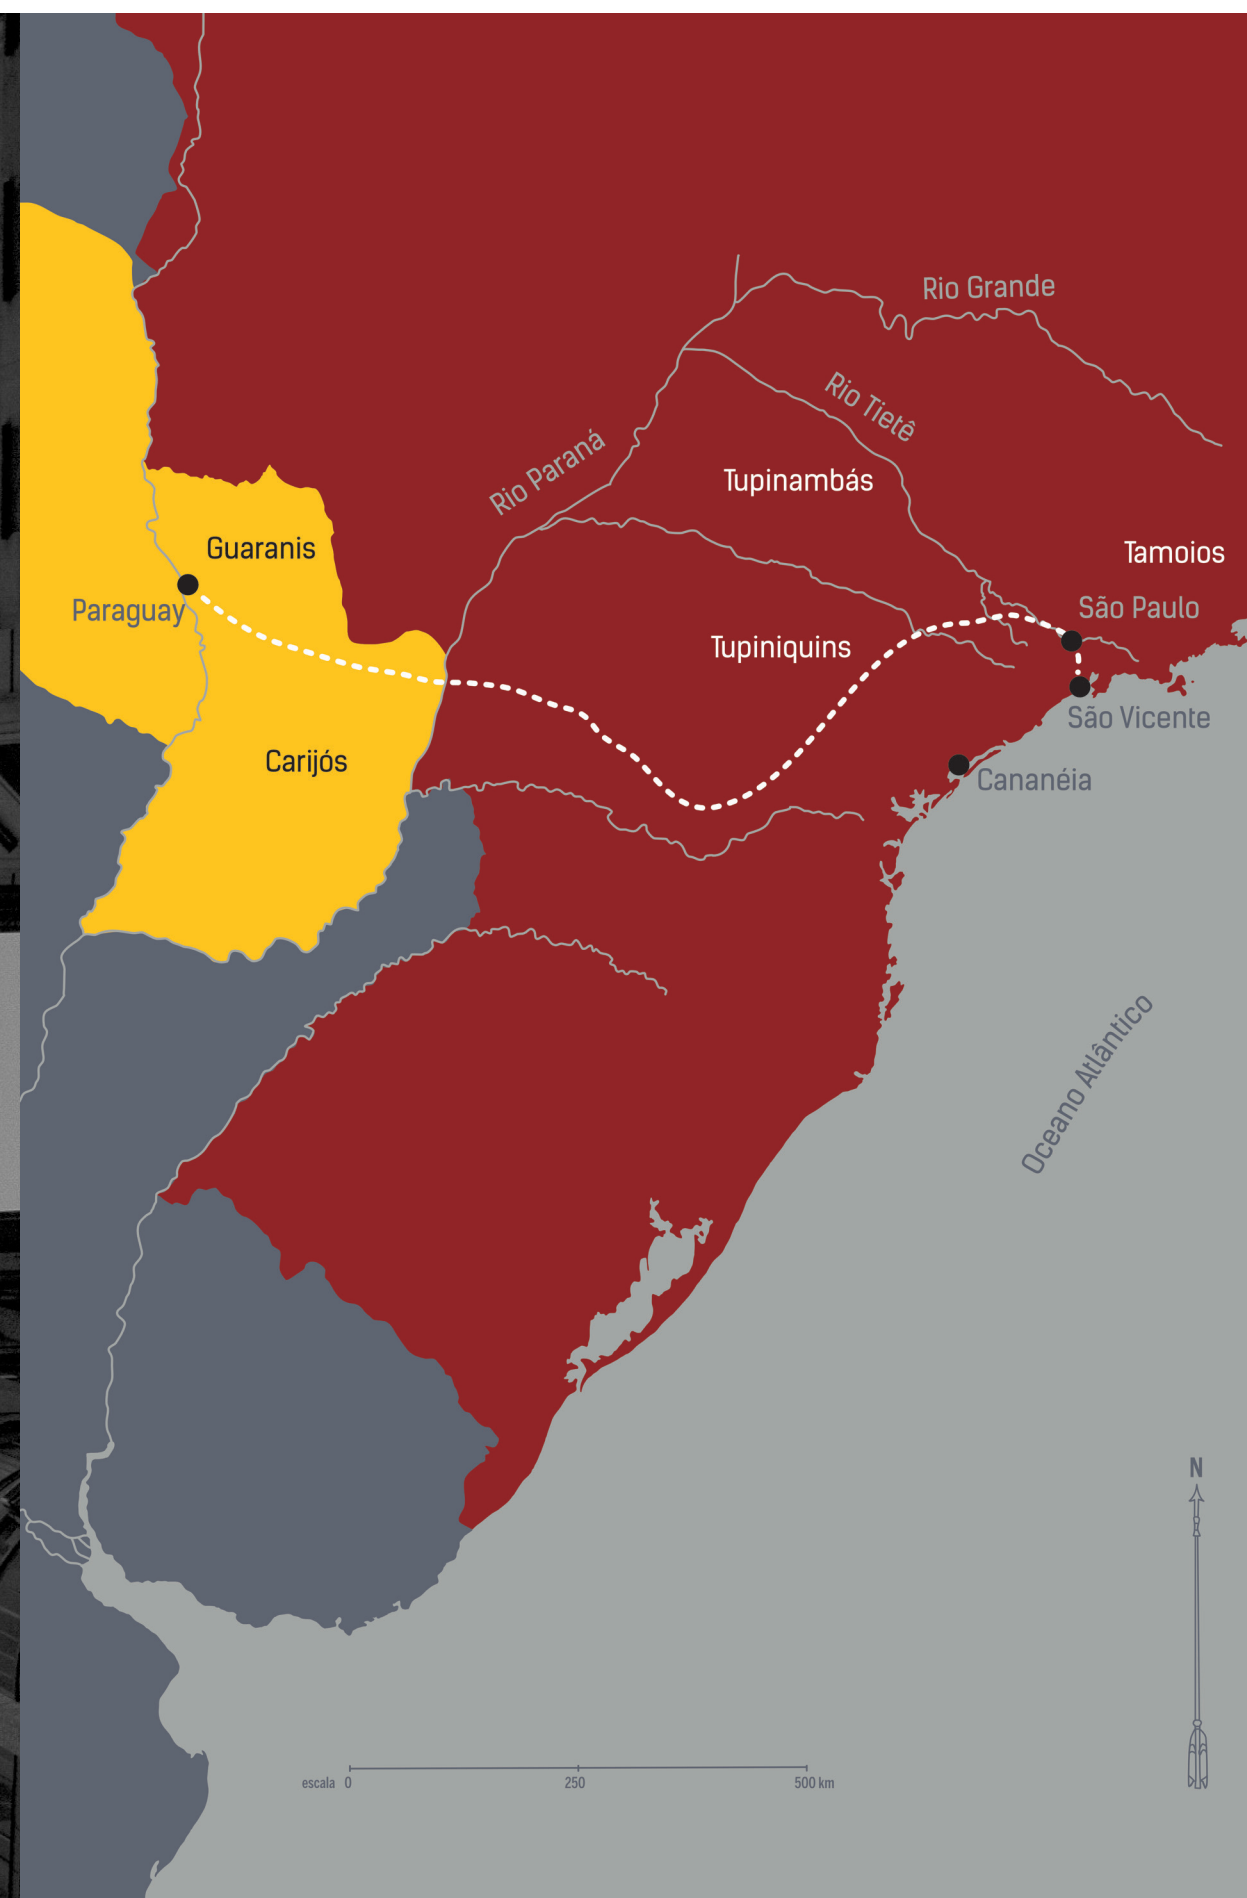 Rio Grande
Rio Tietê
Rio Paraná
Tupinambás
Guaranis
Tamoios
Paraguay
São Paulo
Tupiniquins
São Vicente
Carijós
Cananéia
Oceano Atlântico
N
escala 0 250 500 km